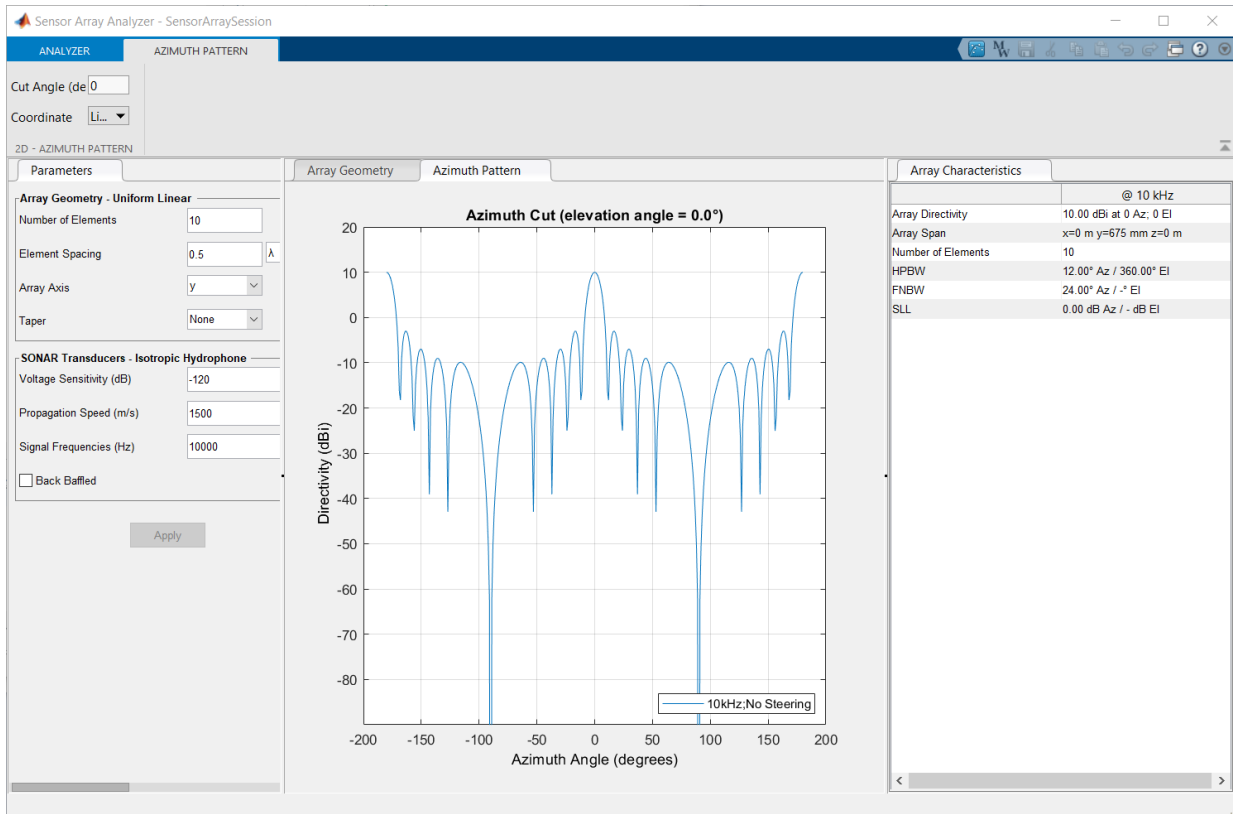 Sensor Array Analyzer - SensorArraySession
ANALYZER AZIMUTH PATTERN
Cut Angle (de 0
Coordinate Li...
2D - AZIMUTH PATTERN
Parameters
Array Geometry - Uniform Linear
Number of Elements 10
Element Spacing 0.5 λ
Array Axis y
Taper None
SONAR Transducers - Isotropic Hydrophone
Voltage Sensitivity (dB) -120
Propagation Speed (m/s) 1500
Signal Frequencies (Hz) 10000
Back Baffled
Apply
Array Geometry Azimuth Pattern
Azimuth Cut (elevation angle = 0.0°)
20
10
0
-10
-20
-30
-40
-50
-60
-70
-80
Directivity (dBi)
10kHz;No Steering
-200 -150 -100 -50 0 50 100 150 200
Azimuth Angle (degrees)
Array Characteristics
@ 10 kHz
Array Directivity 10.00 dBi at 0 Az; 0 El
Array Span x=0 m y=675 mm z=0 m
Number of Elements 10
HPBW 12.00° Az / 360.00° El
FNBW 24.00° Az / -° El
SLL 0.00 dB Az / - dB El